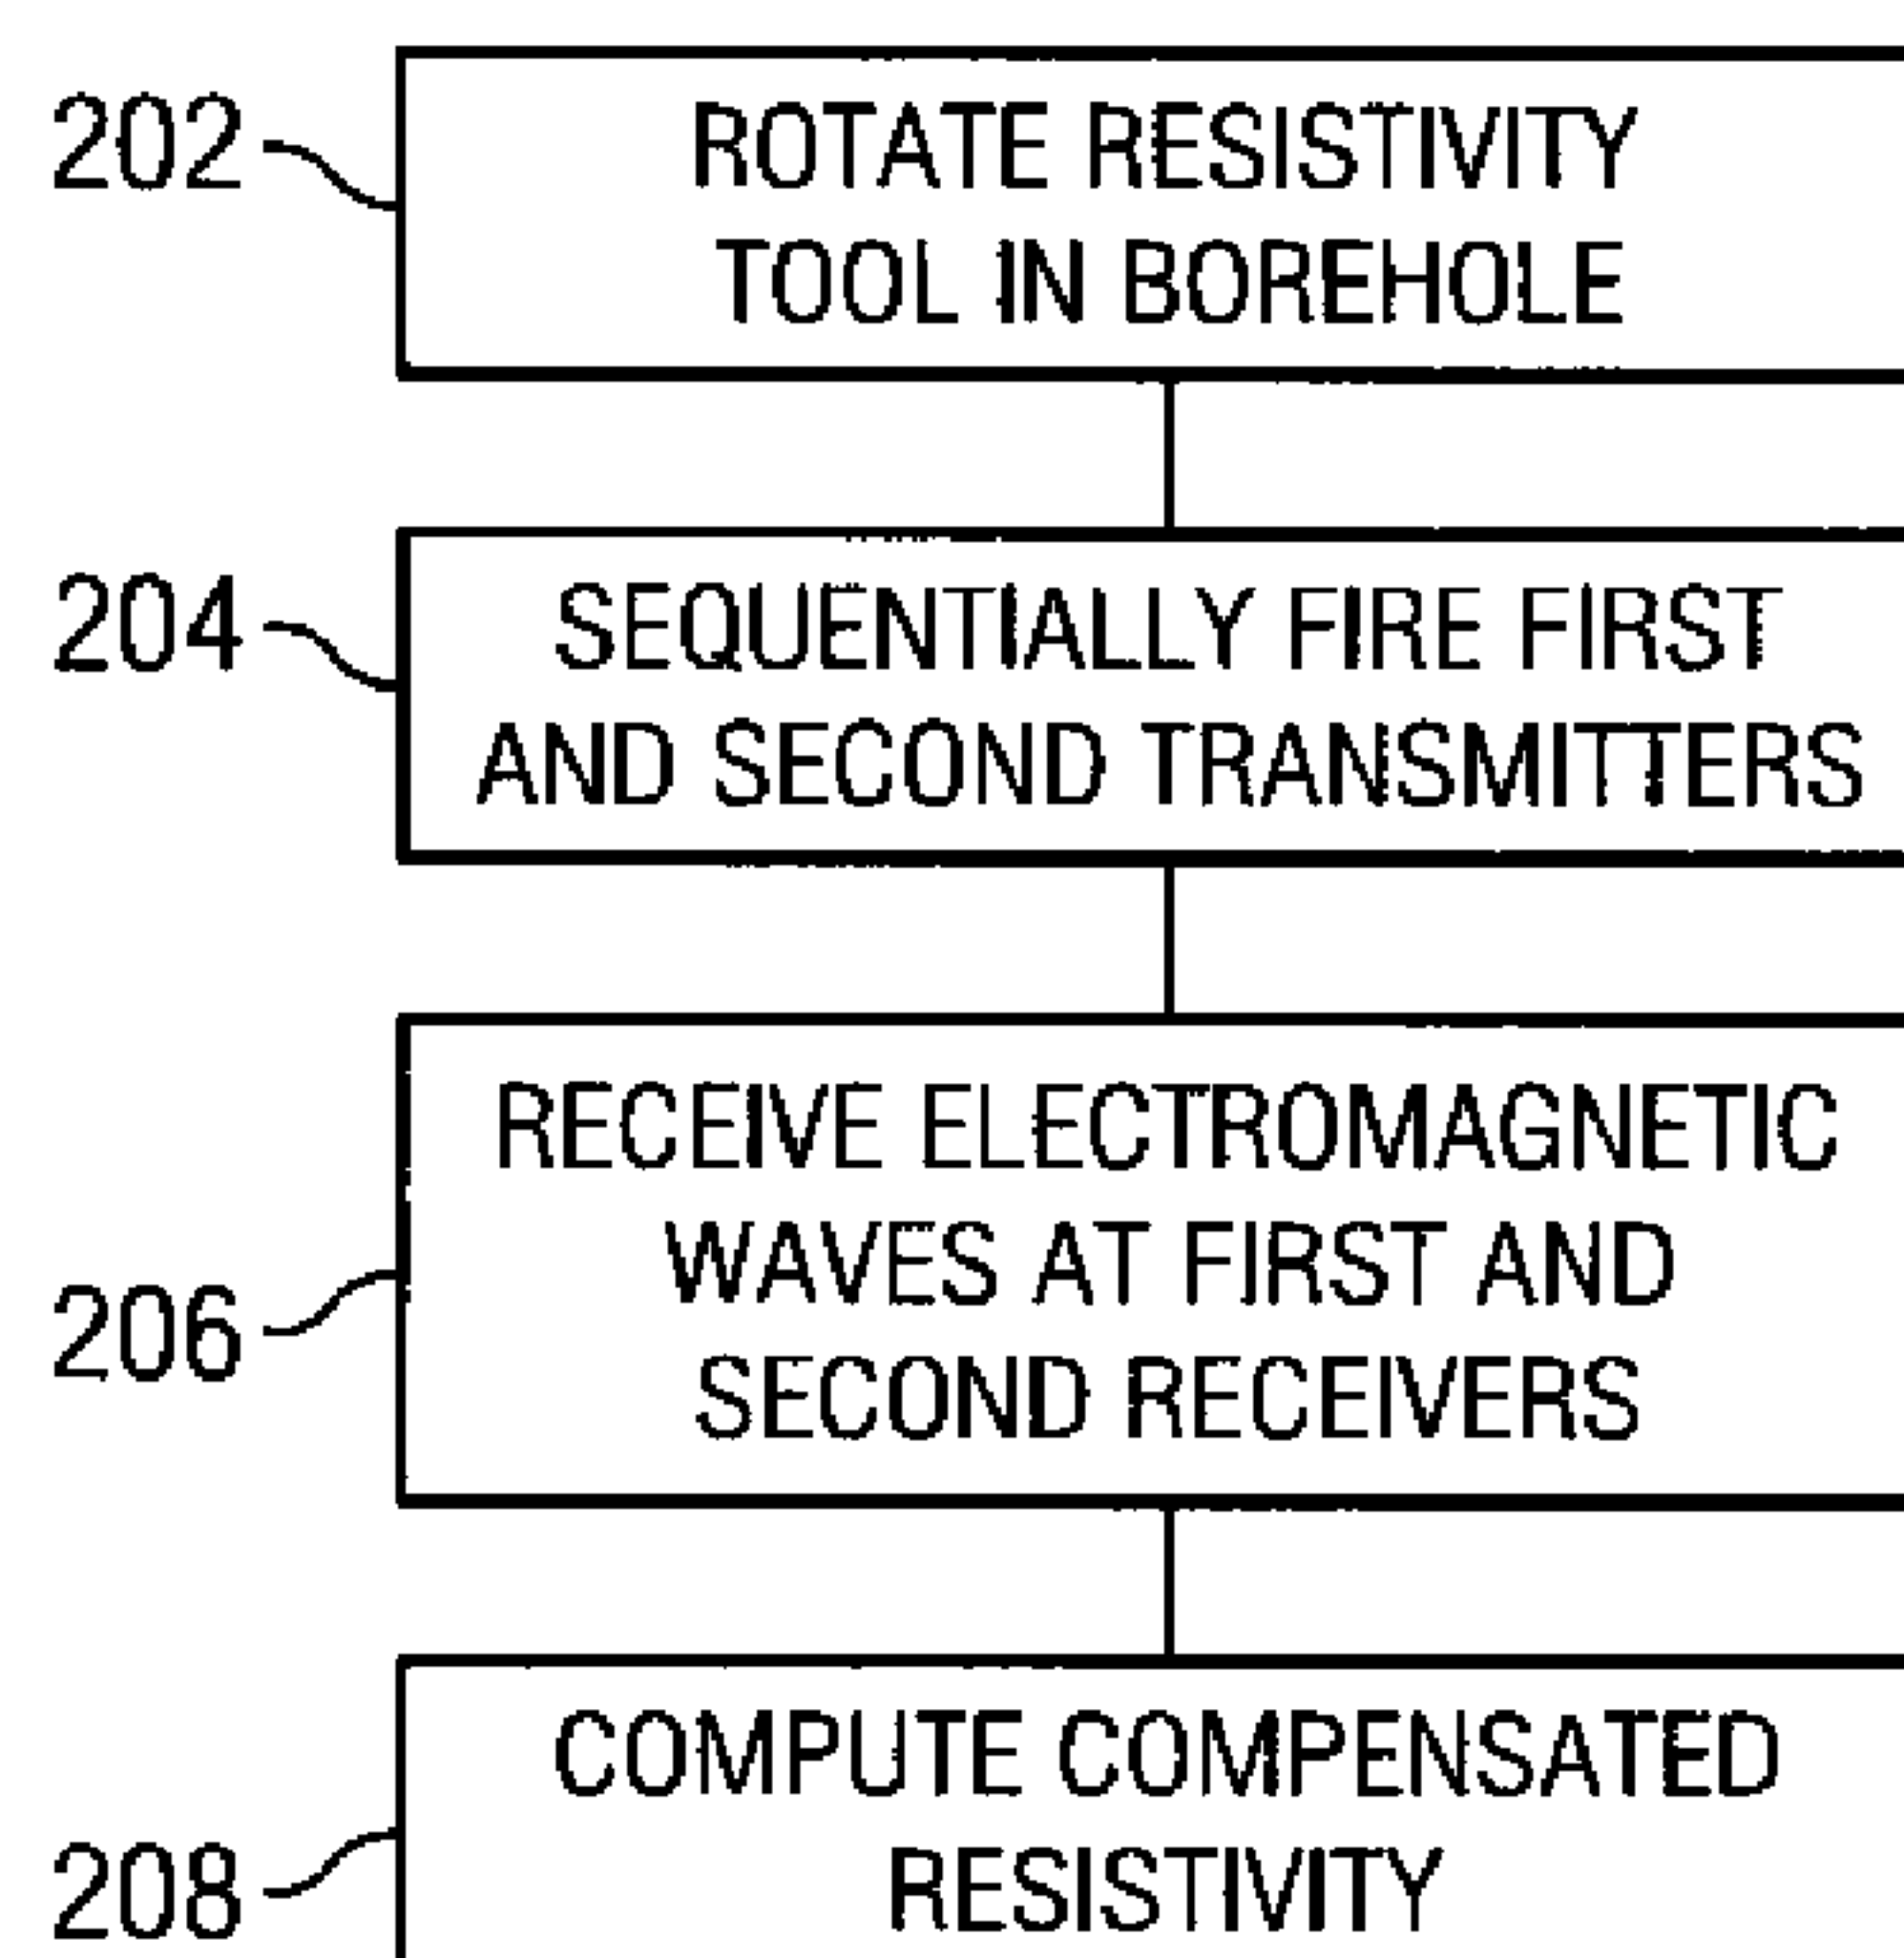 202
ROTATE RESISTIVITY
TOOL IN BOREHOLE
204
SEQUENTIALLY FIRE FIRST
AND SECOND TRANSMITTERS
206
RECEIVE ELECTROMAGNETIC
WAVES AT FIRST AND
SECOND RECEIVERS
208
COMPUTE COMPENSATED
RESISTIVITY